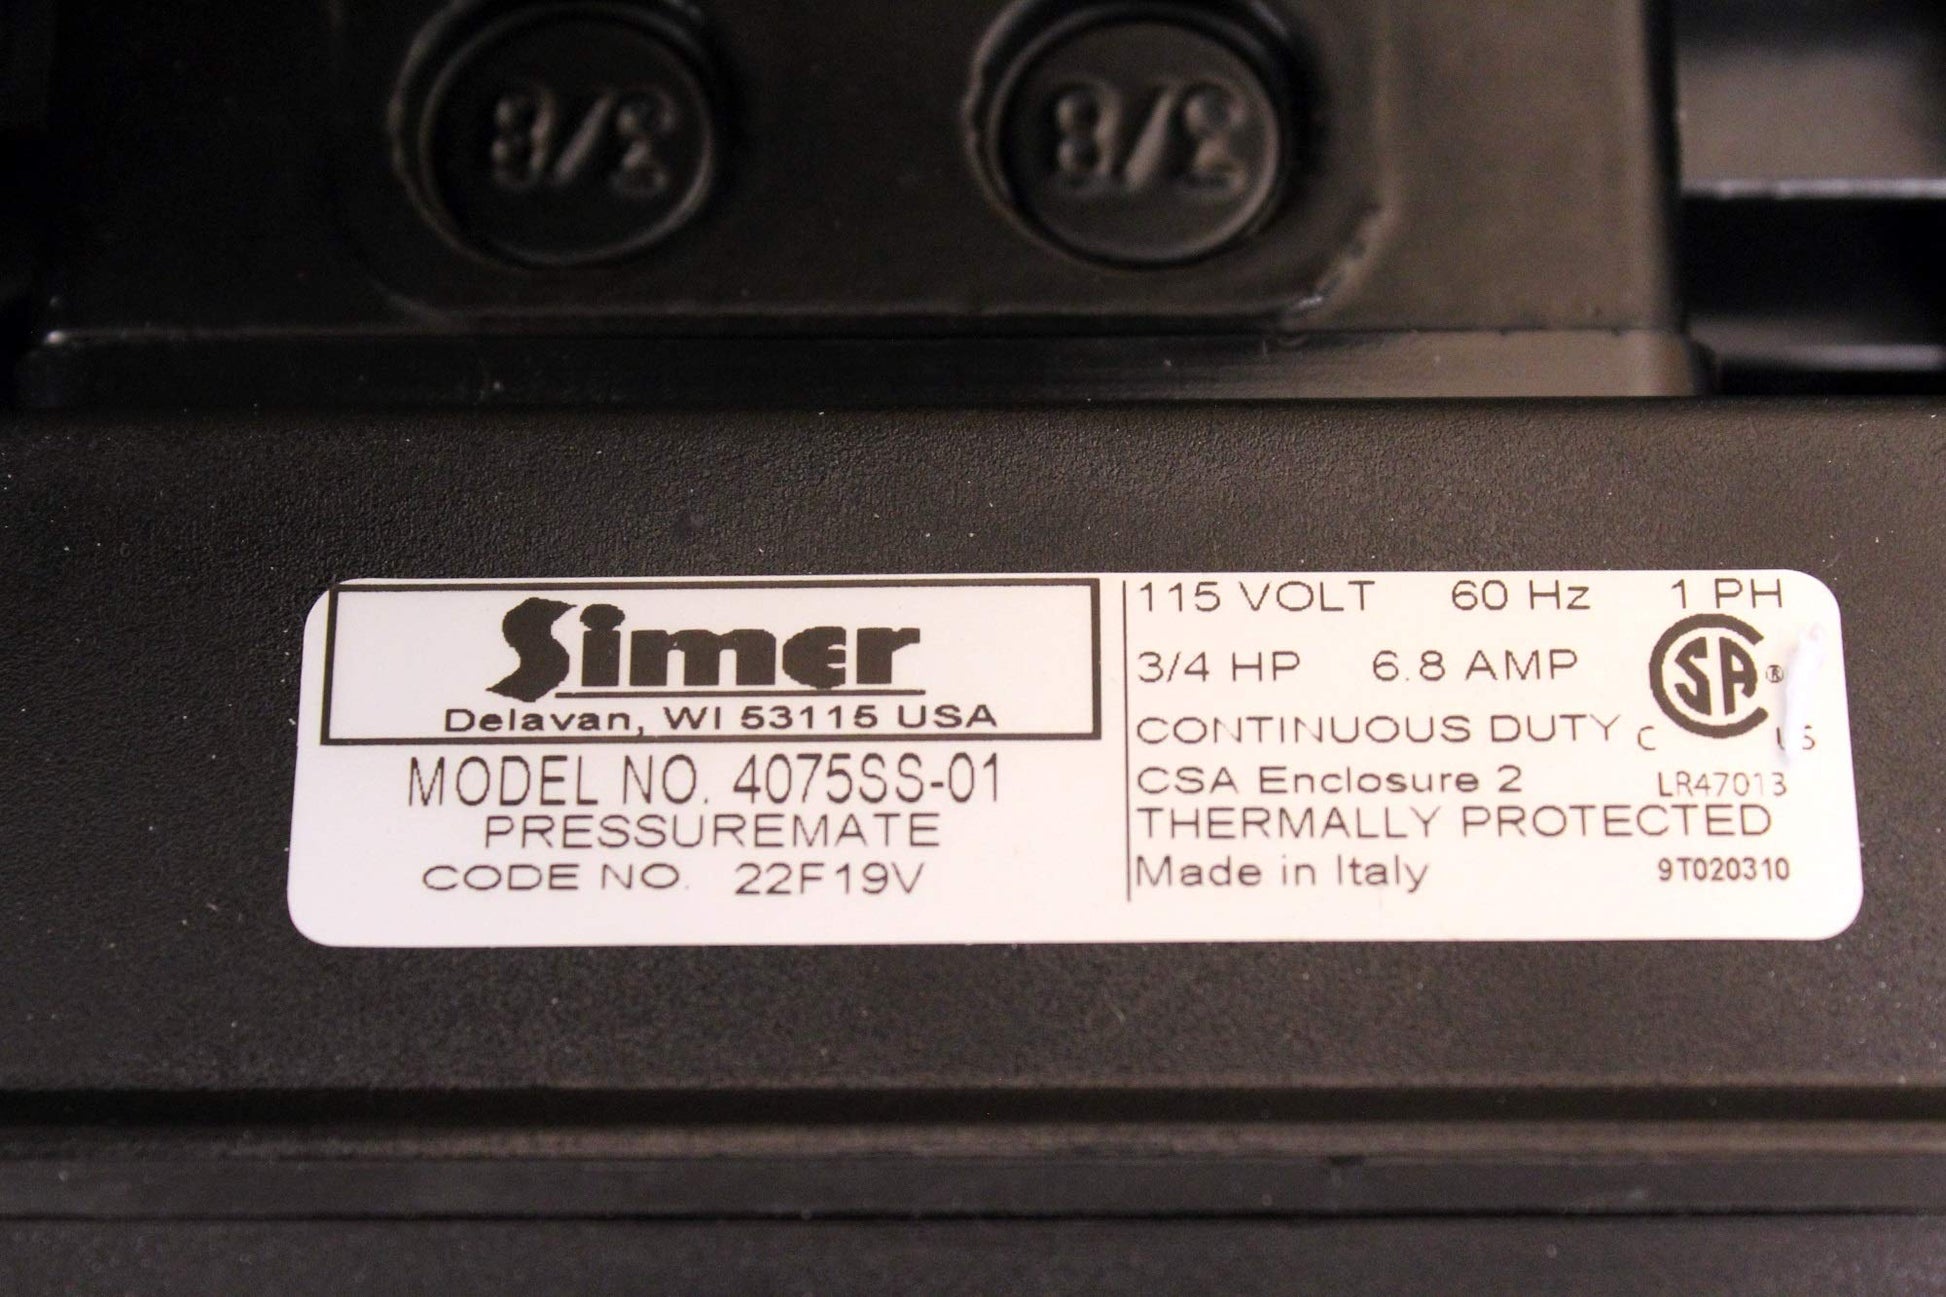 3/8 3/8
Simer
Delavan, WI 53115 USA
MODEL NO. 4075SS-01
PRESSUREMATE
CODE NO. 22F19V
115 VOLT 60 Hz 1 PH
3/4 HP 6.8 AMP
CONTINUOUS DUTY
CSA Enclosure 2
THERMALLY PROTECTED
Made in Italy
SA ®
C US
LR47013
9T020310